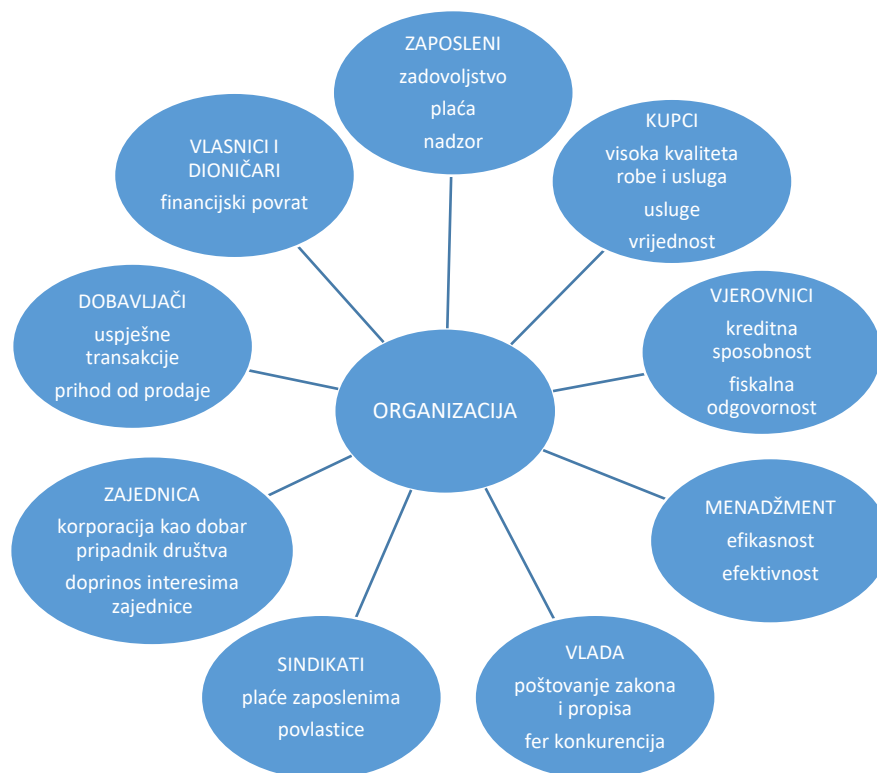 ZAPOSLENI
zadovoljstvo
plaća
nadzor
KUPCI
visoka kvaliteta
robe i usluga
usluge
vrijednost
VJEROVNICI
kreditna
sposobnost
fiskalna
odgovornost
MENADŽMENT
efikasnost
efektivnost
VLADA
poštovanje zakona
i propisa
fer konkurencija
SINDIKATI
plaće zaposlenima
povlastice
ZAJEDNICA
korporacija kao dobar
pripadnik društva
doprinos interesima
zajednice
DOBAVLJAČI
uspješne
transakcije
prihod od prodaje
VLASNICI I
DIONIČARI
financijski povrat
ORGANIZACIJA